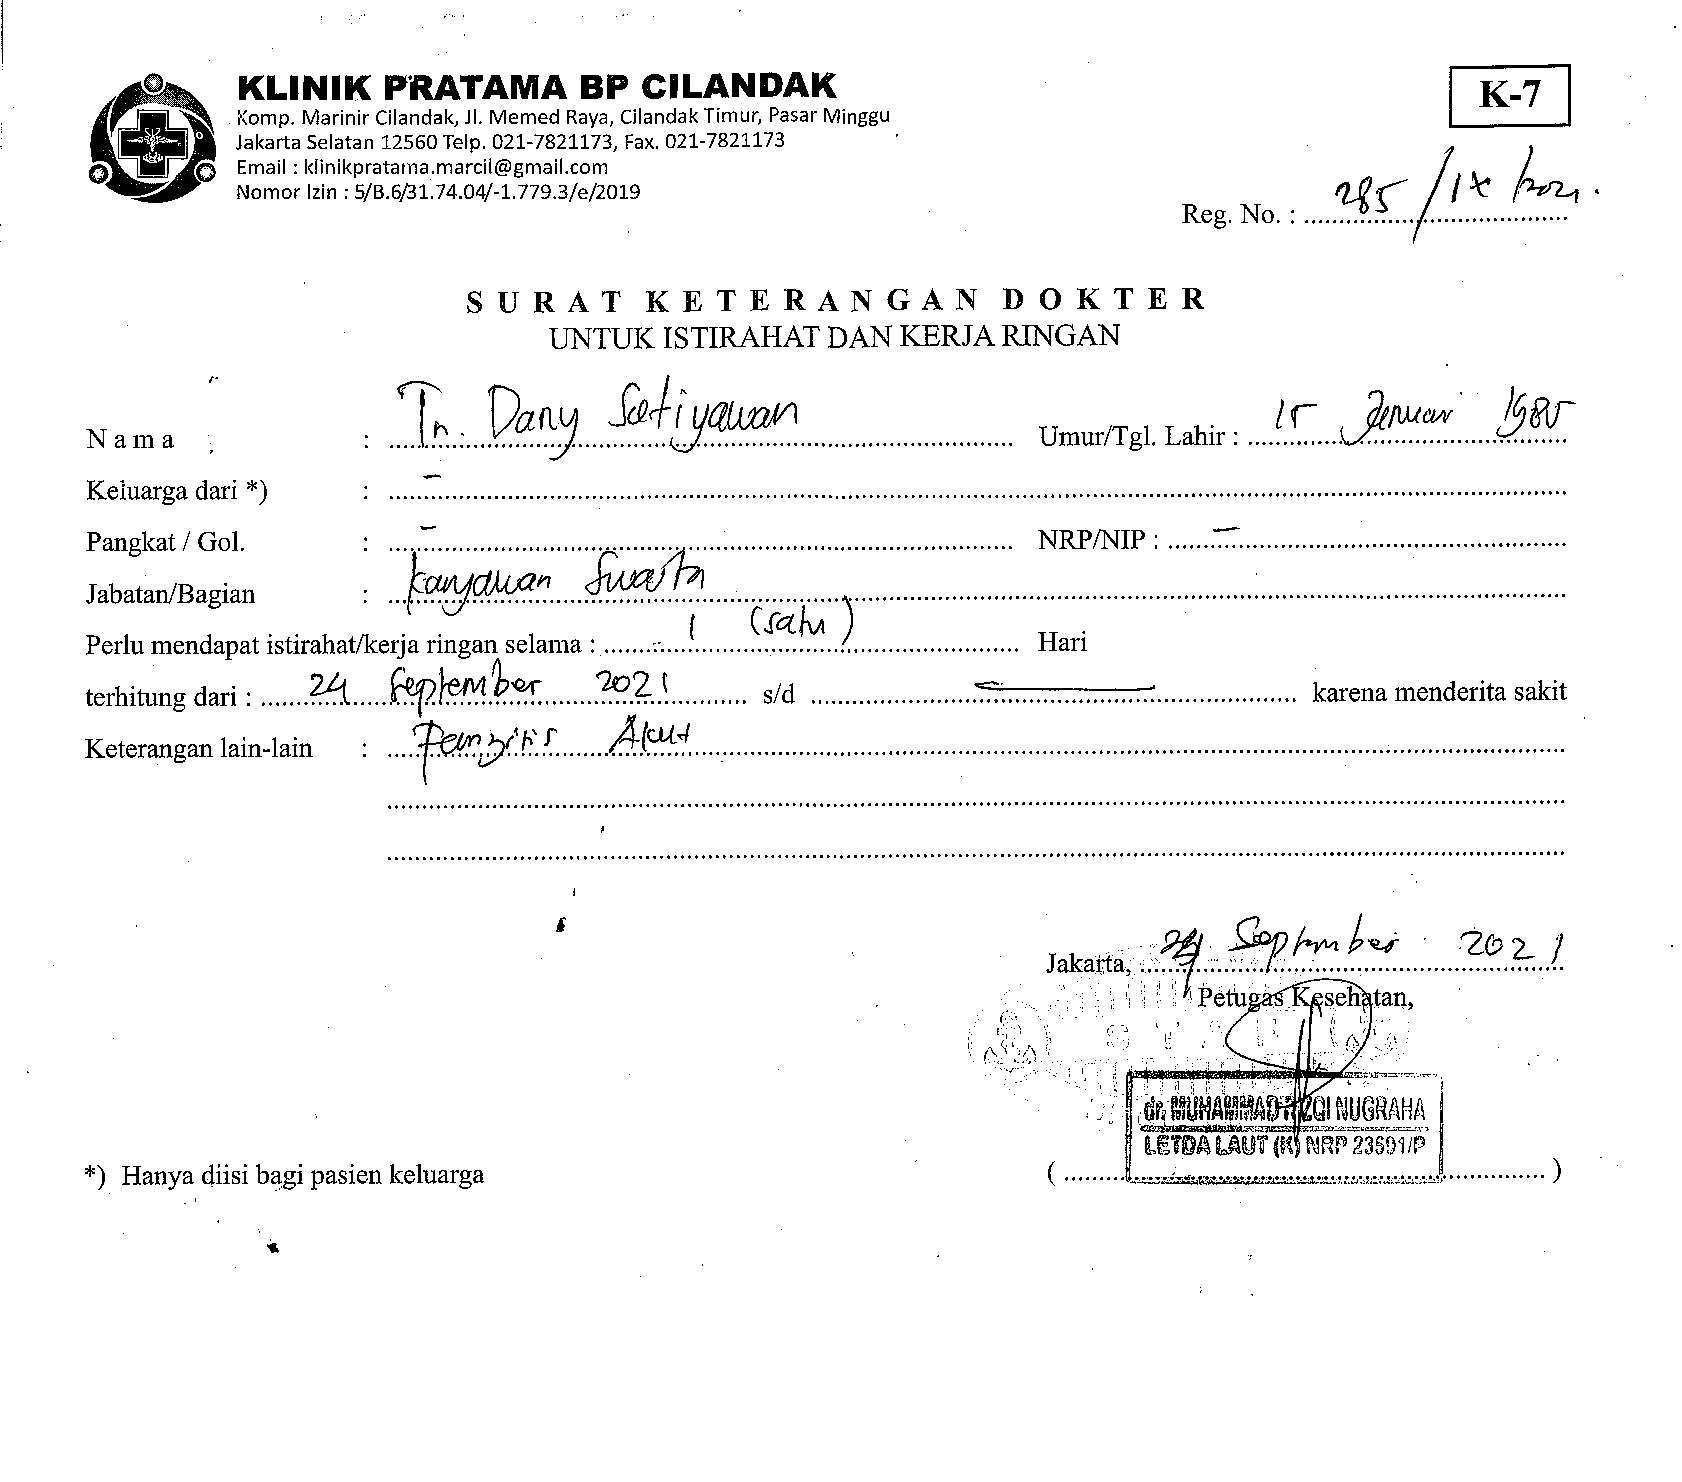 KLINIK PRATAMA BP CILANDAK
Komp. Marinir Cilandak, Jl. Memed Raya, Cilandak Timur, Pasar Minggu
Jakarta Selatan 12560 Telp. 021-7821173, Fax. 021-7821173
Email : klinikpratama.marcil@gmail.com
Nomor Izin : 5/B.6/31.74.04/-1.779.3/e/2019
K-7
Reg. No. : 285/IX/2021.
SURAT KETERANGAN DOKTER
UNTUK ISTIRAHAT DAN KERJA RINGAN
Nama : Tn. Dany Setiyawan Umur/Tgl. Lahir : 15 Januari 1985
Keluarga dari *) : -
Pangkat / Gol. : - NRP/NIP : -
Jabatan/Bagian : Karyawan Swasta
Perlu mendapat istirahat/kerja ringan selama : 1 (satu) Hari
terhitung dari : 24 September 2021 s/d — karena menderita sakit
Keterangan lain-lain : Akut
Jakarta, 24 September 2021
Petugas Kesehatan,
dr. MUHAMMAD RIZQI NUGRAHA
LETDA LAUT (K) NRP 23591/P
( )
*) Hanya diisi bagi pasien keluarga